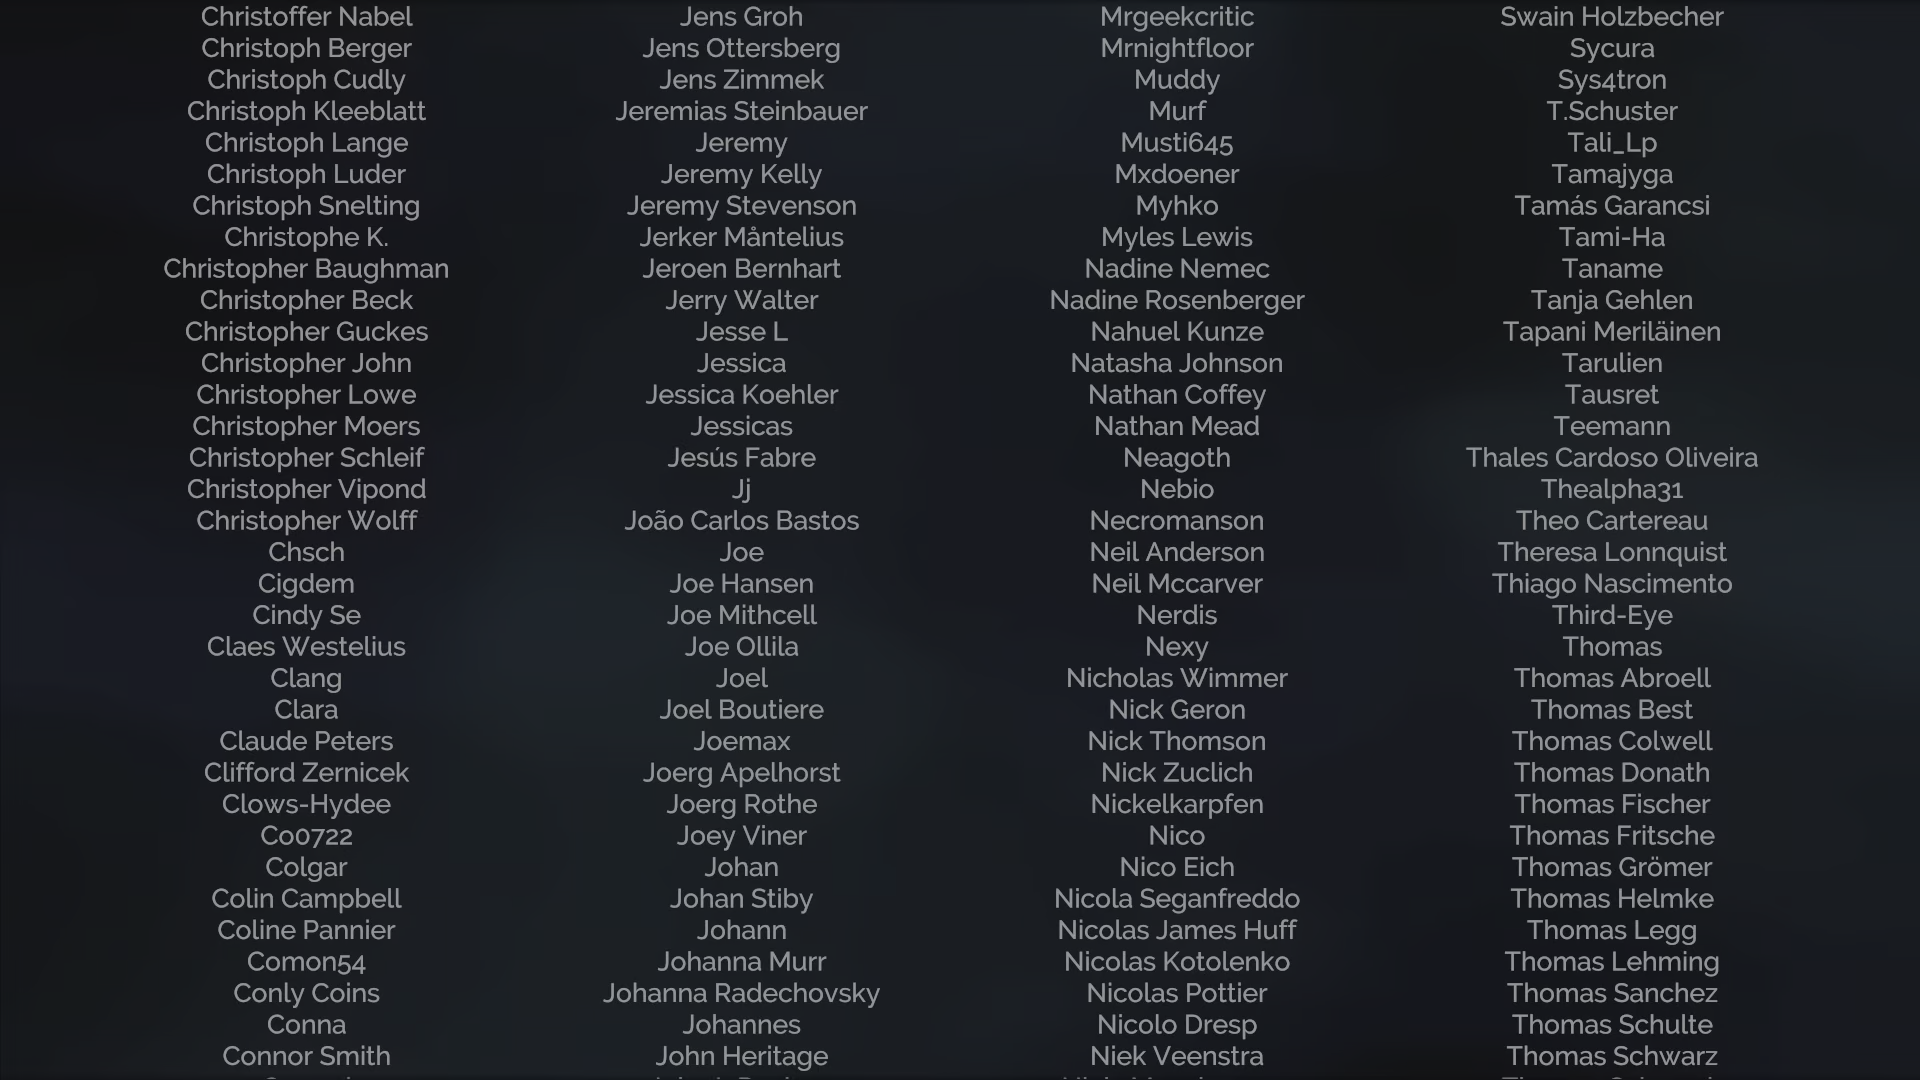 Christoffer Nabel
Christoph Berger
Christoph Cudly
Christoph Kleeblatt
Christoph Lange
Christoph Luder
Christoph Snelting
Christophe K.
Christopher Baughman
Christopher Beck
Christopher Guckes
Christopher John
Christopher Lowe
Christopher Moers
Christopher Schleif
Christopher Vipond
Christopher Wolff
Chsch
Cigdem
Cindy Se
Claes Westelius
Clang
Clara
Claude Peters
Clifford Zernicek
Clows-Hydee
Co0722
Colgar
Colin Campbell
Coline Pannier
Comon54
Conly Coins
Conna
Connor Smith
Jens Groh
Jens Ottersberg
Jens Zimmek
Jeremias Steinbauer
Jeremy
Jeremy Kelly
Jeremy Stevenson
Jerker Måntelius
Jeroen Bernhart
Jerry Walter
Jesse L
Jessica
Jessica Koehler
Jessicas
Jesús Fabre
Jj
João Carlos Bastos
Joe
Joe Hansen
Joe Mithcell
Joe Ollila
Joel
Joel Boutiere
Joemax
Joerg Apelhorst
Joerg Rothe
Joey Viner
Johan
Johan Stiby
Johann
Johanna Murr
Johanna Radechovsky
Johannes
John Heritage
Mrgeekcritic
Mrnightfloor
Muddy
Murf
Musti645
Mxdoener
Myhko
Myles Lewis
Nadine Nemec
Nadine Rosenberger
Nahuel Kunze
Natasha Johnson
Nathan Coffey
Nathan Mead
Neagoth
Nebio
Necromanson
Neil Anderson
Neil Mccarver
Nerdis
Nexy
Nicholas Wimmer
Nick Geron
Nick Thomson
Nick Zuclich
Nickelkarpfen
Nico
Nico Eich
Nicola Seganfreddo
Nicolas James Huff
Nicolas Kotolenko
Nicolas Pottier
Nicolo Dresp
Niek Veenstra
Swain Holzbecher
Sycura
Sys4tron
T.Schuster
Tali_Lp
Tamajyga
Tamás Garancsi
Tami-Ha
Taname
Tanja Gehlen
Tapani Meriläinen
Tarulien
Tausret
Teemann
Thales Cardoso Oliveira
Thealpha31
Theo Cartereau
Theresa Lonnquist
Thiago Nascimento
Third-Eye
Thomas
Thomas Abroell
Thomas Best
Thomas Colwell
Thomas Donath
Thomas Fischer
Thomas Fritsche
Thomas Grömer
Thomas Helmke
Thomas Legg
Thomas Lehming
Thomas Sanchez
Thomas Schulte
Thomas Schwarz